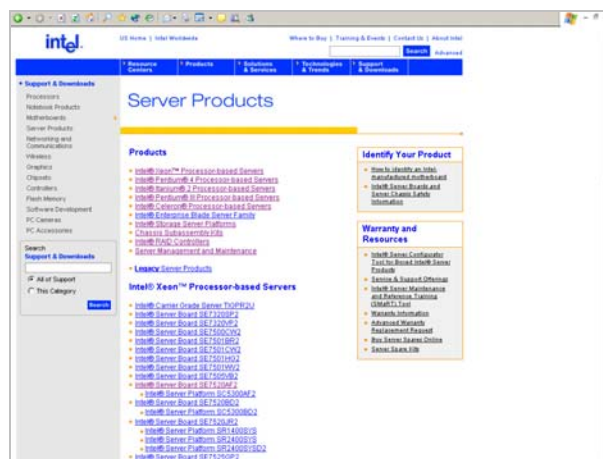 intel.
US Home | Intel Worldwide
Where to Buy | Training & Events | Contact Us | About Intel
Search Advanced
Resource Centers
Products
Solutions & Services
Technologies & Trends
Support & Downloads
Support & Downloads
Processors
Notebook Products
Motherboards
Server Products
Networking and
Communications
Wireless
Graphics
Chipsets
Controllers
Flash Memory
Software Development
PC Cameras
PC Accessories
Search
Support & Downloads
All of Support
This Category
Search
Server Products
Products
Intel® Xeon™ Processor-based Servers
Intel® Pentium® 4 Processor-based Servers
Intel® Itanium® 2 Processor-based Servers
Intel® Pentium® III Processor-based Servers
Intel® Celeron® Processor-based Servers
Intel® Enterprise Blade Server Family
Intel® Storage Server Platforms
Chassis Subassembly Kits
Intel® RAID Controllers
Server Management and Maintenance
Legacy Server Products
Intel® Xeon™ Processor-based Servers
Intel® Carrier Grade Server TIGPR2U
Intel® Server Board SE7320SP2
Intel® Server Board SE7320VP2
Intel® Server Board SE7500CW2
Intel® Server Board SE7501BR2
Intel® Server Board SE7501CW2
Intel® Server Board SE7501HG2
Intel® Server Board SE7501WV2
Intel® Server Board SE7505VB2
Intel® Server Board SE7520AF2
Intel® Server Platform SC5300AF2
Intel® Server Board SE7520BD2
Intel® Server Platform SC5300BD2
Intel® Server Board SE7520JR2
Intel® Server Platform SR1400SYS
Intel® Server Platform SR2400SYS
Intel® Server Platform SR2400SYSD2
Intel® Server Board SE7525GP2
Identify Your Product
How to identify an Intel-
manufactured motherboard
Intel® Server Boards and
Server Chassis Safety
Information
Warranty and
Resources
Intel® Server Configurator
Tool for Boxed Intel® Server
Products
Service & Support Offerings
Intel® Server Maintenance
and Reference Training
(SMaRT) Tool
Warranty Information
Advanced Warranty
Replacement Request
Buy Server Spares Online
Server Spare Kits